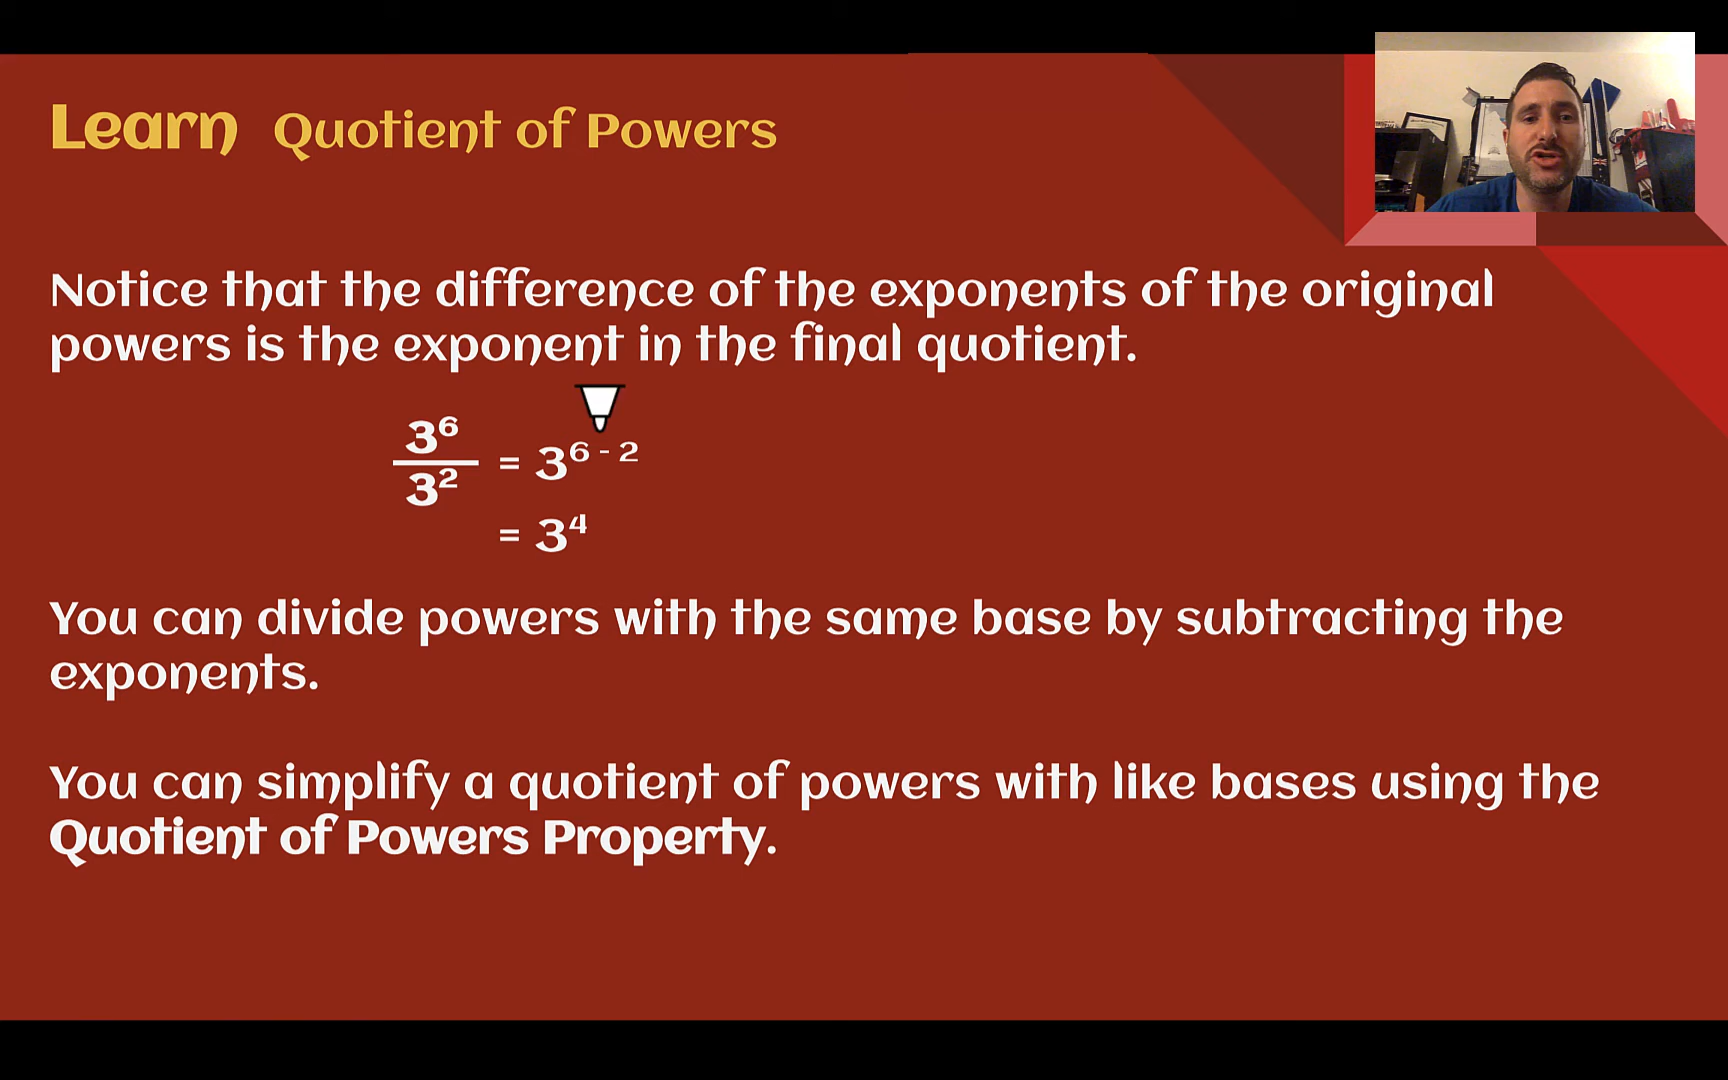 Learn Quotient of Powers
Notice that the difference of the exponents of the original
powers is the exponent in the final quotient.
3⁶
= 3⁶ ⁻ ²
3²
= 3⁴
You can divide powers with the same base by subtracting the
exponents.
You can simplify a quotient of powers with like bases using the
Quotient of Powers Property.